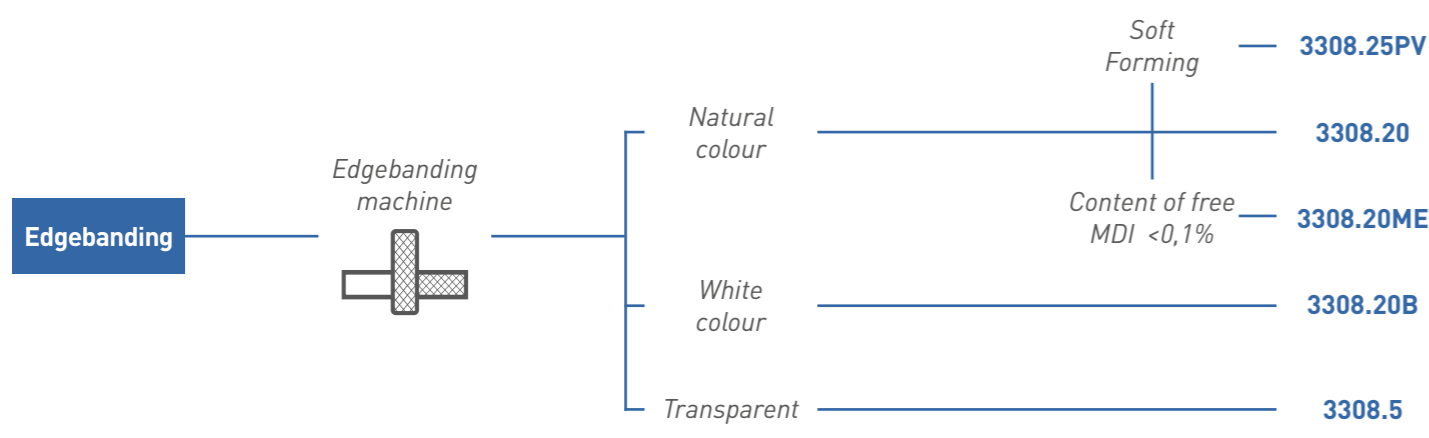 Edgebanding
Edgebanding
machine
Natural
colour
White
colour
Transparent
Soft
Forming
Content of free
MDI <0,1%
3308.25PV
3308.20
3308.20ME
3308.20B
3308.5